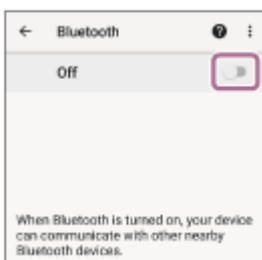 Bluetooth
Off
When Bluetooth is turned on, your device
can communicate with other nearby
Bluetooth devices.